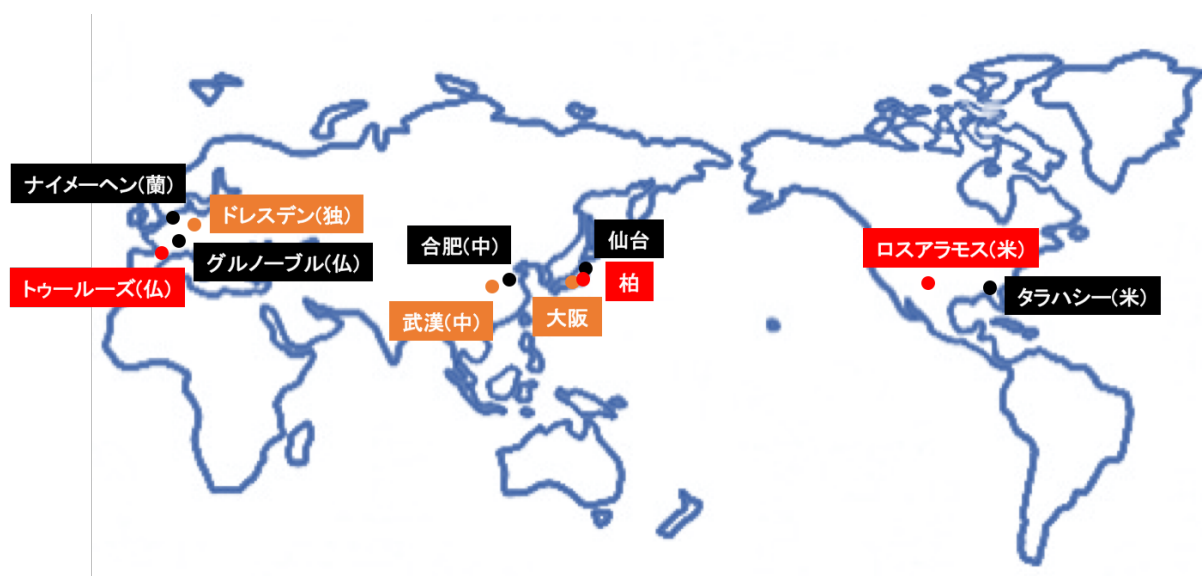 ナイメーヘン(蘭)
ドレスデン(独)
グルノーブル(仏)
トゥールーズ(仏)
合肥(中)
武漢(中)
仙台
柏
大阪
ロスアラモス(米)
タラハシー(米)